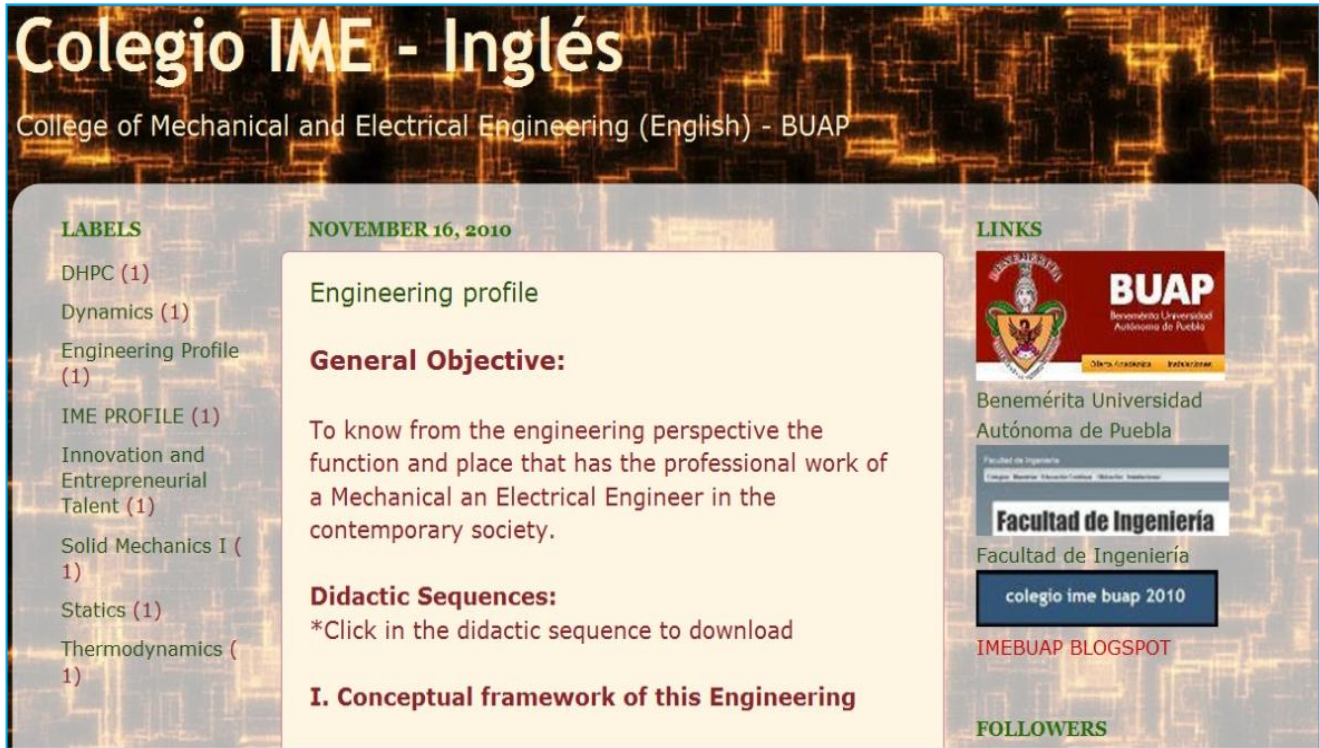 Colegio IME - Inglés
College of Mechanical and Electrical Engineering (English) - BUAP
LABELS
DHPC (1)
Dynamics (1)
Engineering Profile
(1)
IME PROFILE (1)
Innovation and
Entrepreneurial
Talent (1)
Solid Mechanics I (
1)
Statics (1)
Thermodynamics (
1)
NOVEMBER 16, 2010
Engineering profile
General Objective:
To know from the engineering perspective the
function and place that has the professional work of
a Mechanical an Electrical Engineer in the
contemporary society.
Didactic Sequences:
*Click in the didactic sequence to download
I. Conceptual framework of this Engineering
LINKS
BUAP
Benemérita Universidad
Autónoma de Puebla
Oferta Académica
Benemérita Universidad
Autónoma de Puebla
Facultad de Ingeniería
Facultad de Ingeniería
Facultad de Ingeniería
colegio ime buap 2010
IMEBUAP BLOGSPOT
FOLLOWERS